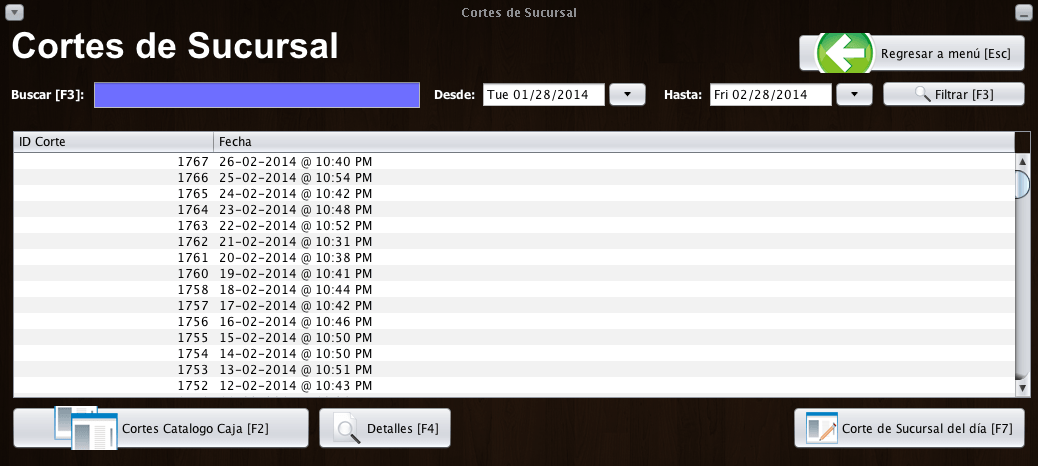 Cortes de Sucursal
Cortes de Sucursal
Regresar a menú [Esc]
Buscar [F3]: Desde: Tue 01/28/2014 Hasta: Fri 02/28/2014 Filtrar [F3]
ID Corte Fecha
1767 26-02-2014 @ 10:40 PM
1766 25-02-2014 @ 10:54 PM
1765 24-02-2014 @ 10:42 PM
1764 23-02-2014 @ 10:48 PM
1763 22-02-2014 @ 10:52 PM
1762 21-02-2014 @ 10:31 PM
1761 20-02-2014 @ 10:38 PM
1760 19-02-2014 @ 10:41 PM
1758 18-02-2014 @ 10:44 PM
1757 17-02-2014 @ 10:42 PM
1756 16-02-2014 @ 10:46 PM
1755 15-02-2014 @ 10:50 PM
1754 14-02-2014 @ 10:50 PM
1753 13-02-2014 @ 10:51 PM
1752 12-02-2014 @ 10:43 PM
Cortes Catalogo Caja [F2] Detalles [F4] Corte de Sucursal del día [F7]